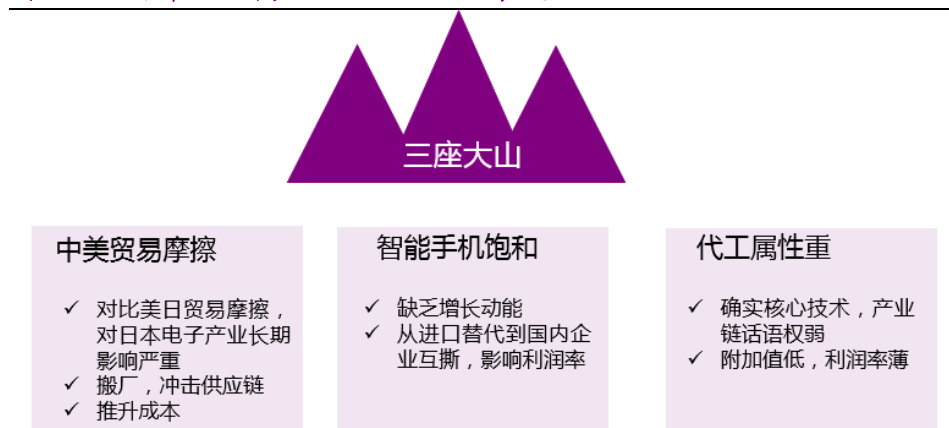 三座大山
中美贸易摩擦
✓ 对比美日贸易摩擦，
对日本电子产业长期
影响严重
✓ 搬厂，冲击供应链
✓ 推升成本
智能手机饱和
✓ 缺乏增长动能
✓ 从进口替代到国内企
业互撕，影响利润率
代工属性重
✓ 确实核心技术，产业
链话语权弱
✓ 附加值低，利润率薄